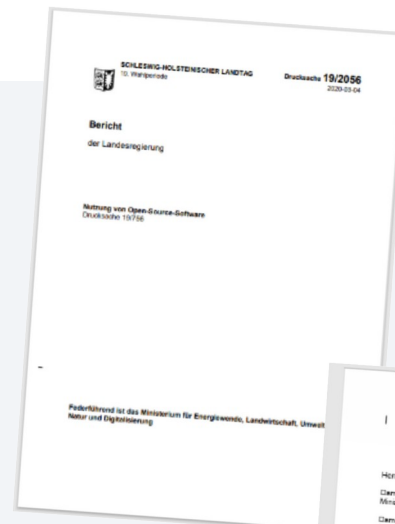 SCHLESWIG-HOLSTEINISCHER LANDTAG
Drucksache 19/2056
19. Wahlperiode
2020-03-04
Bericht
der Landesregierung
Nutzung von Open-Source-Software
Drucksache 19/756
Federführend ist das Ministerium für Energiewende, Landwirtschaft, Umwelt
Natur und Digitalisierung